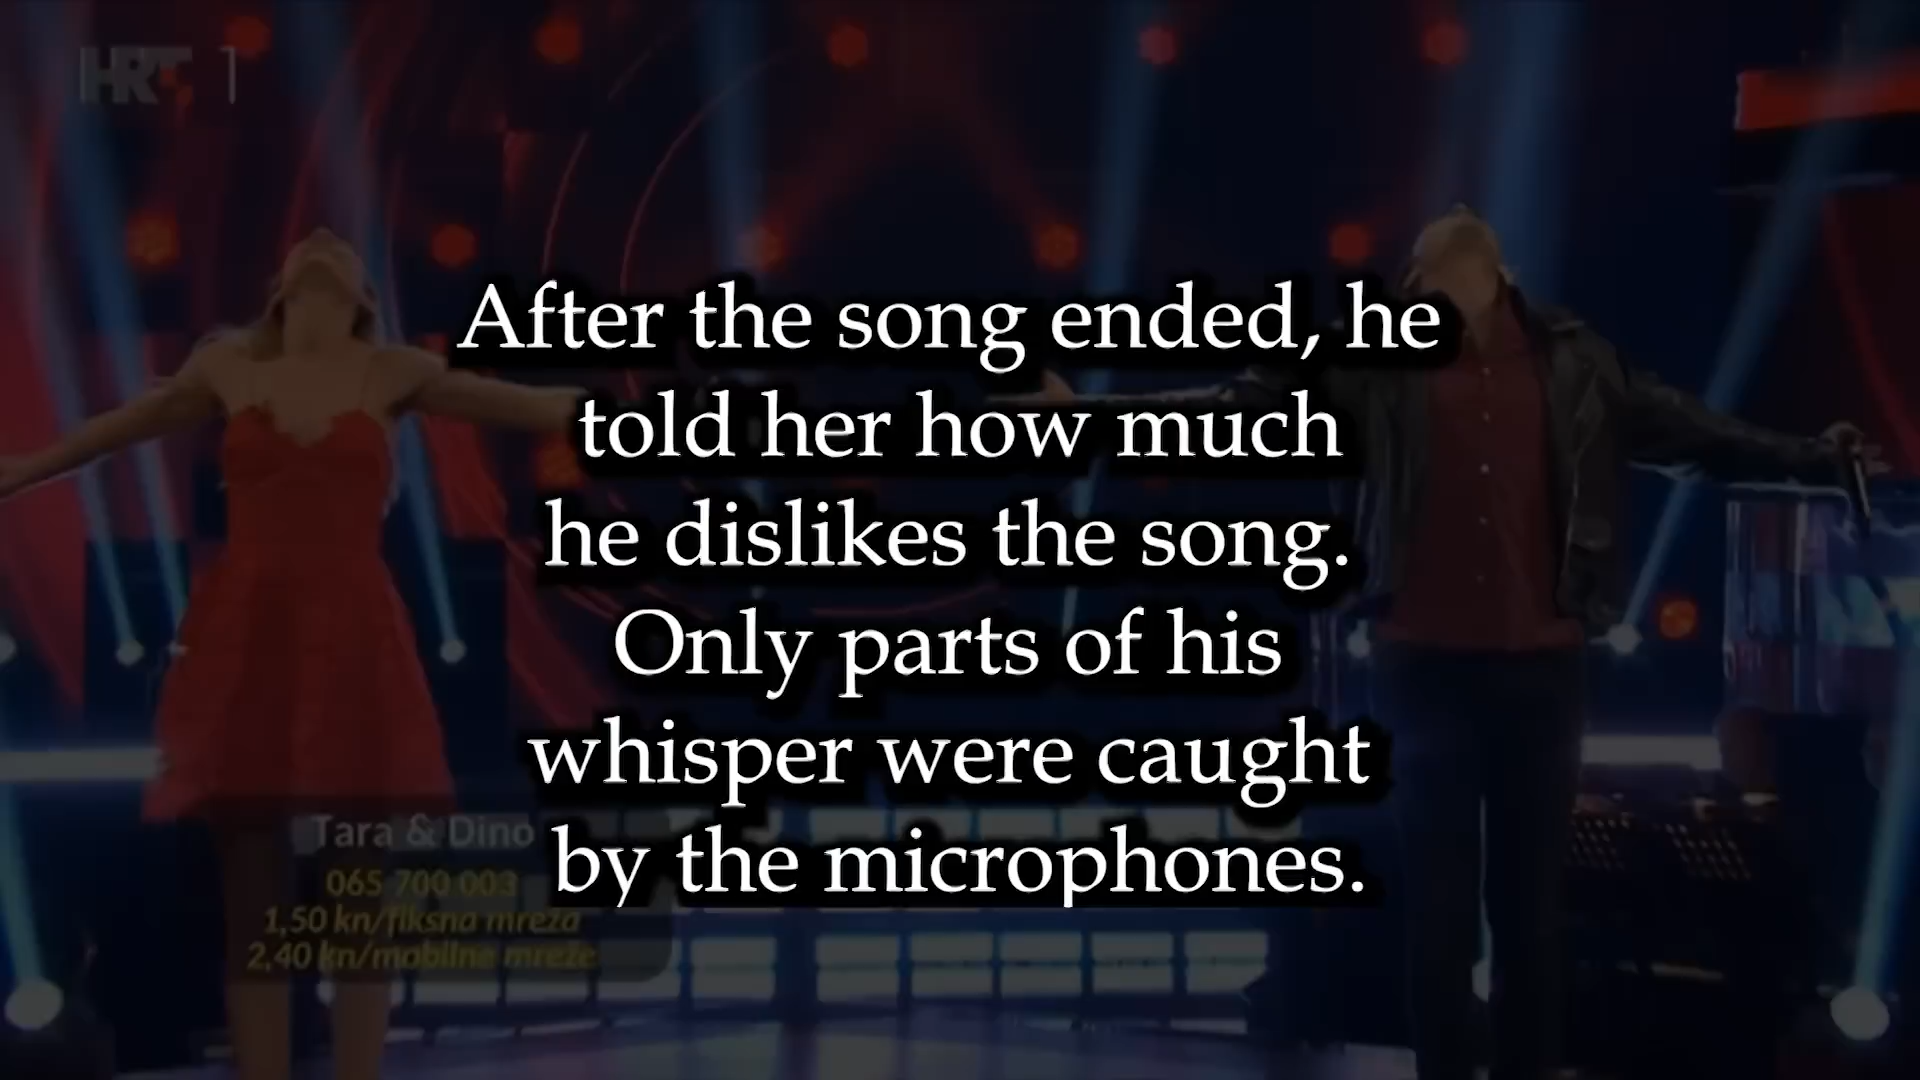 HRT 1
After the song ended, he
told her how much
he dislikes the song.
Only parts of his
whisper were caught
by the microphones.
Tara & Dino
065 700 003
1,50 kn/fiksna mreža
2,40 kn/mobilne mreže